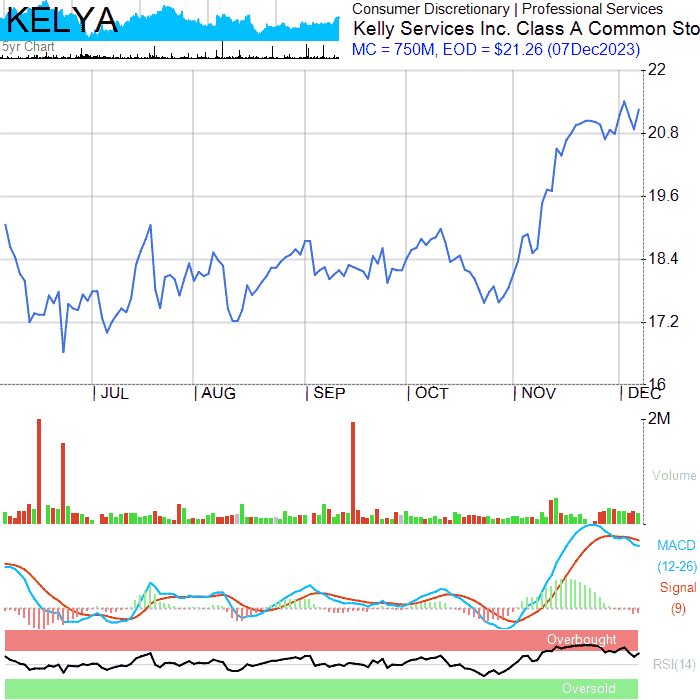 KELYA
5yr Chart
Consumer Discretionary | Professional Services
Kelly Services Inc. Class A Common Sto
MC = 750M, EOD = $21.26 (07Dec2023)
22
20.8
19.6
18.4
17.2
16
JUL AUG SEP OCT NOV DEC
2M
Volume
MACD
(12-26)
Signal
(9)
Overbought
RSI(14)
Oversold